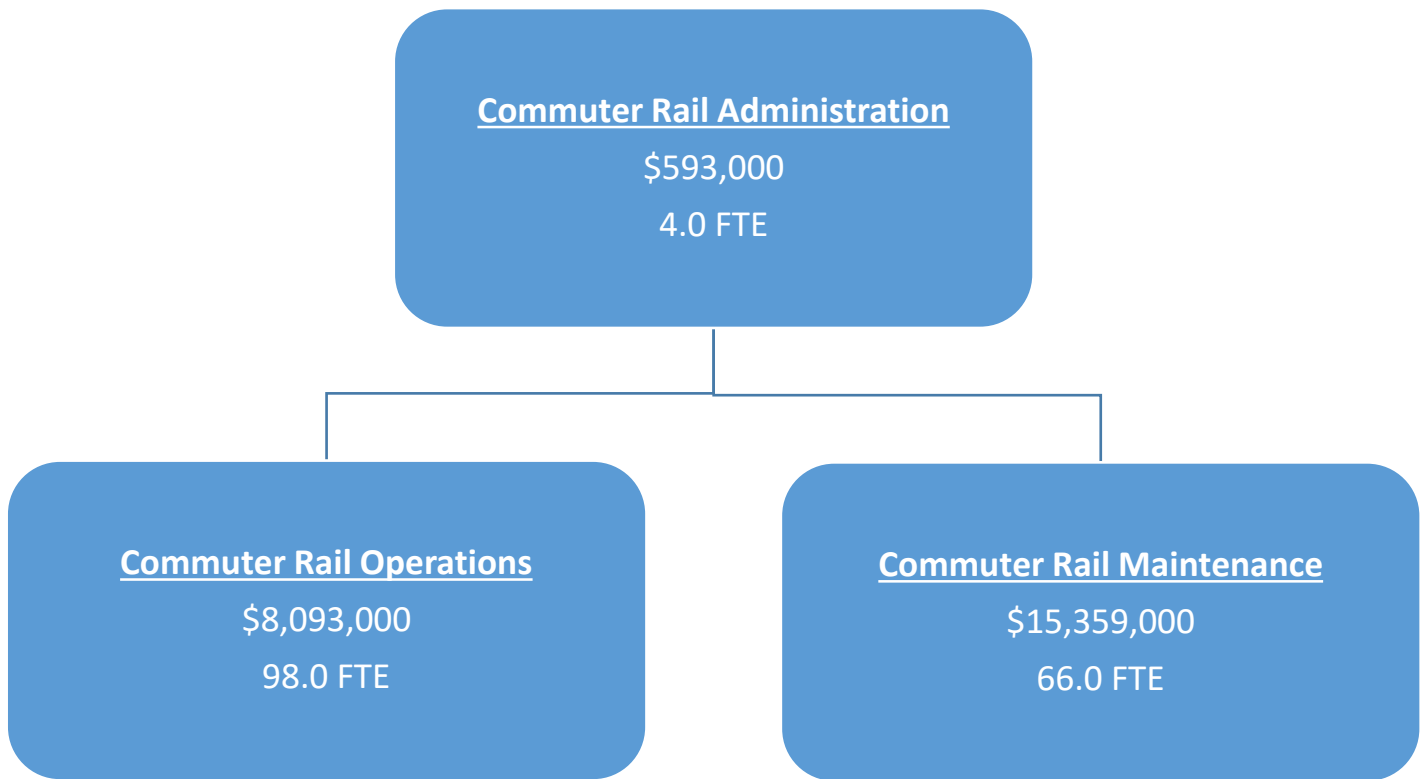 Commuter Rail Administration
$593,000
4.0 FTE
Commuter Rail Operations
$8,093,000
98.0 FTE
Commuter Rail Maintenance
$15,359,000
66.0 FTE